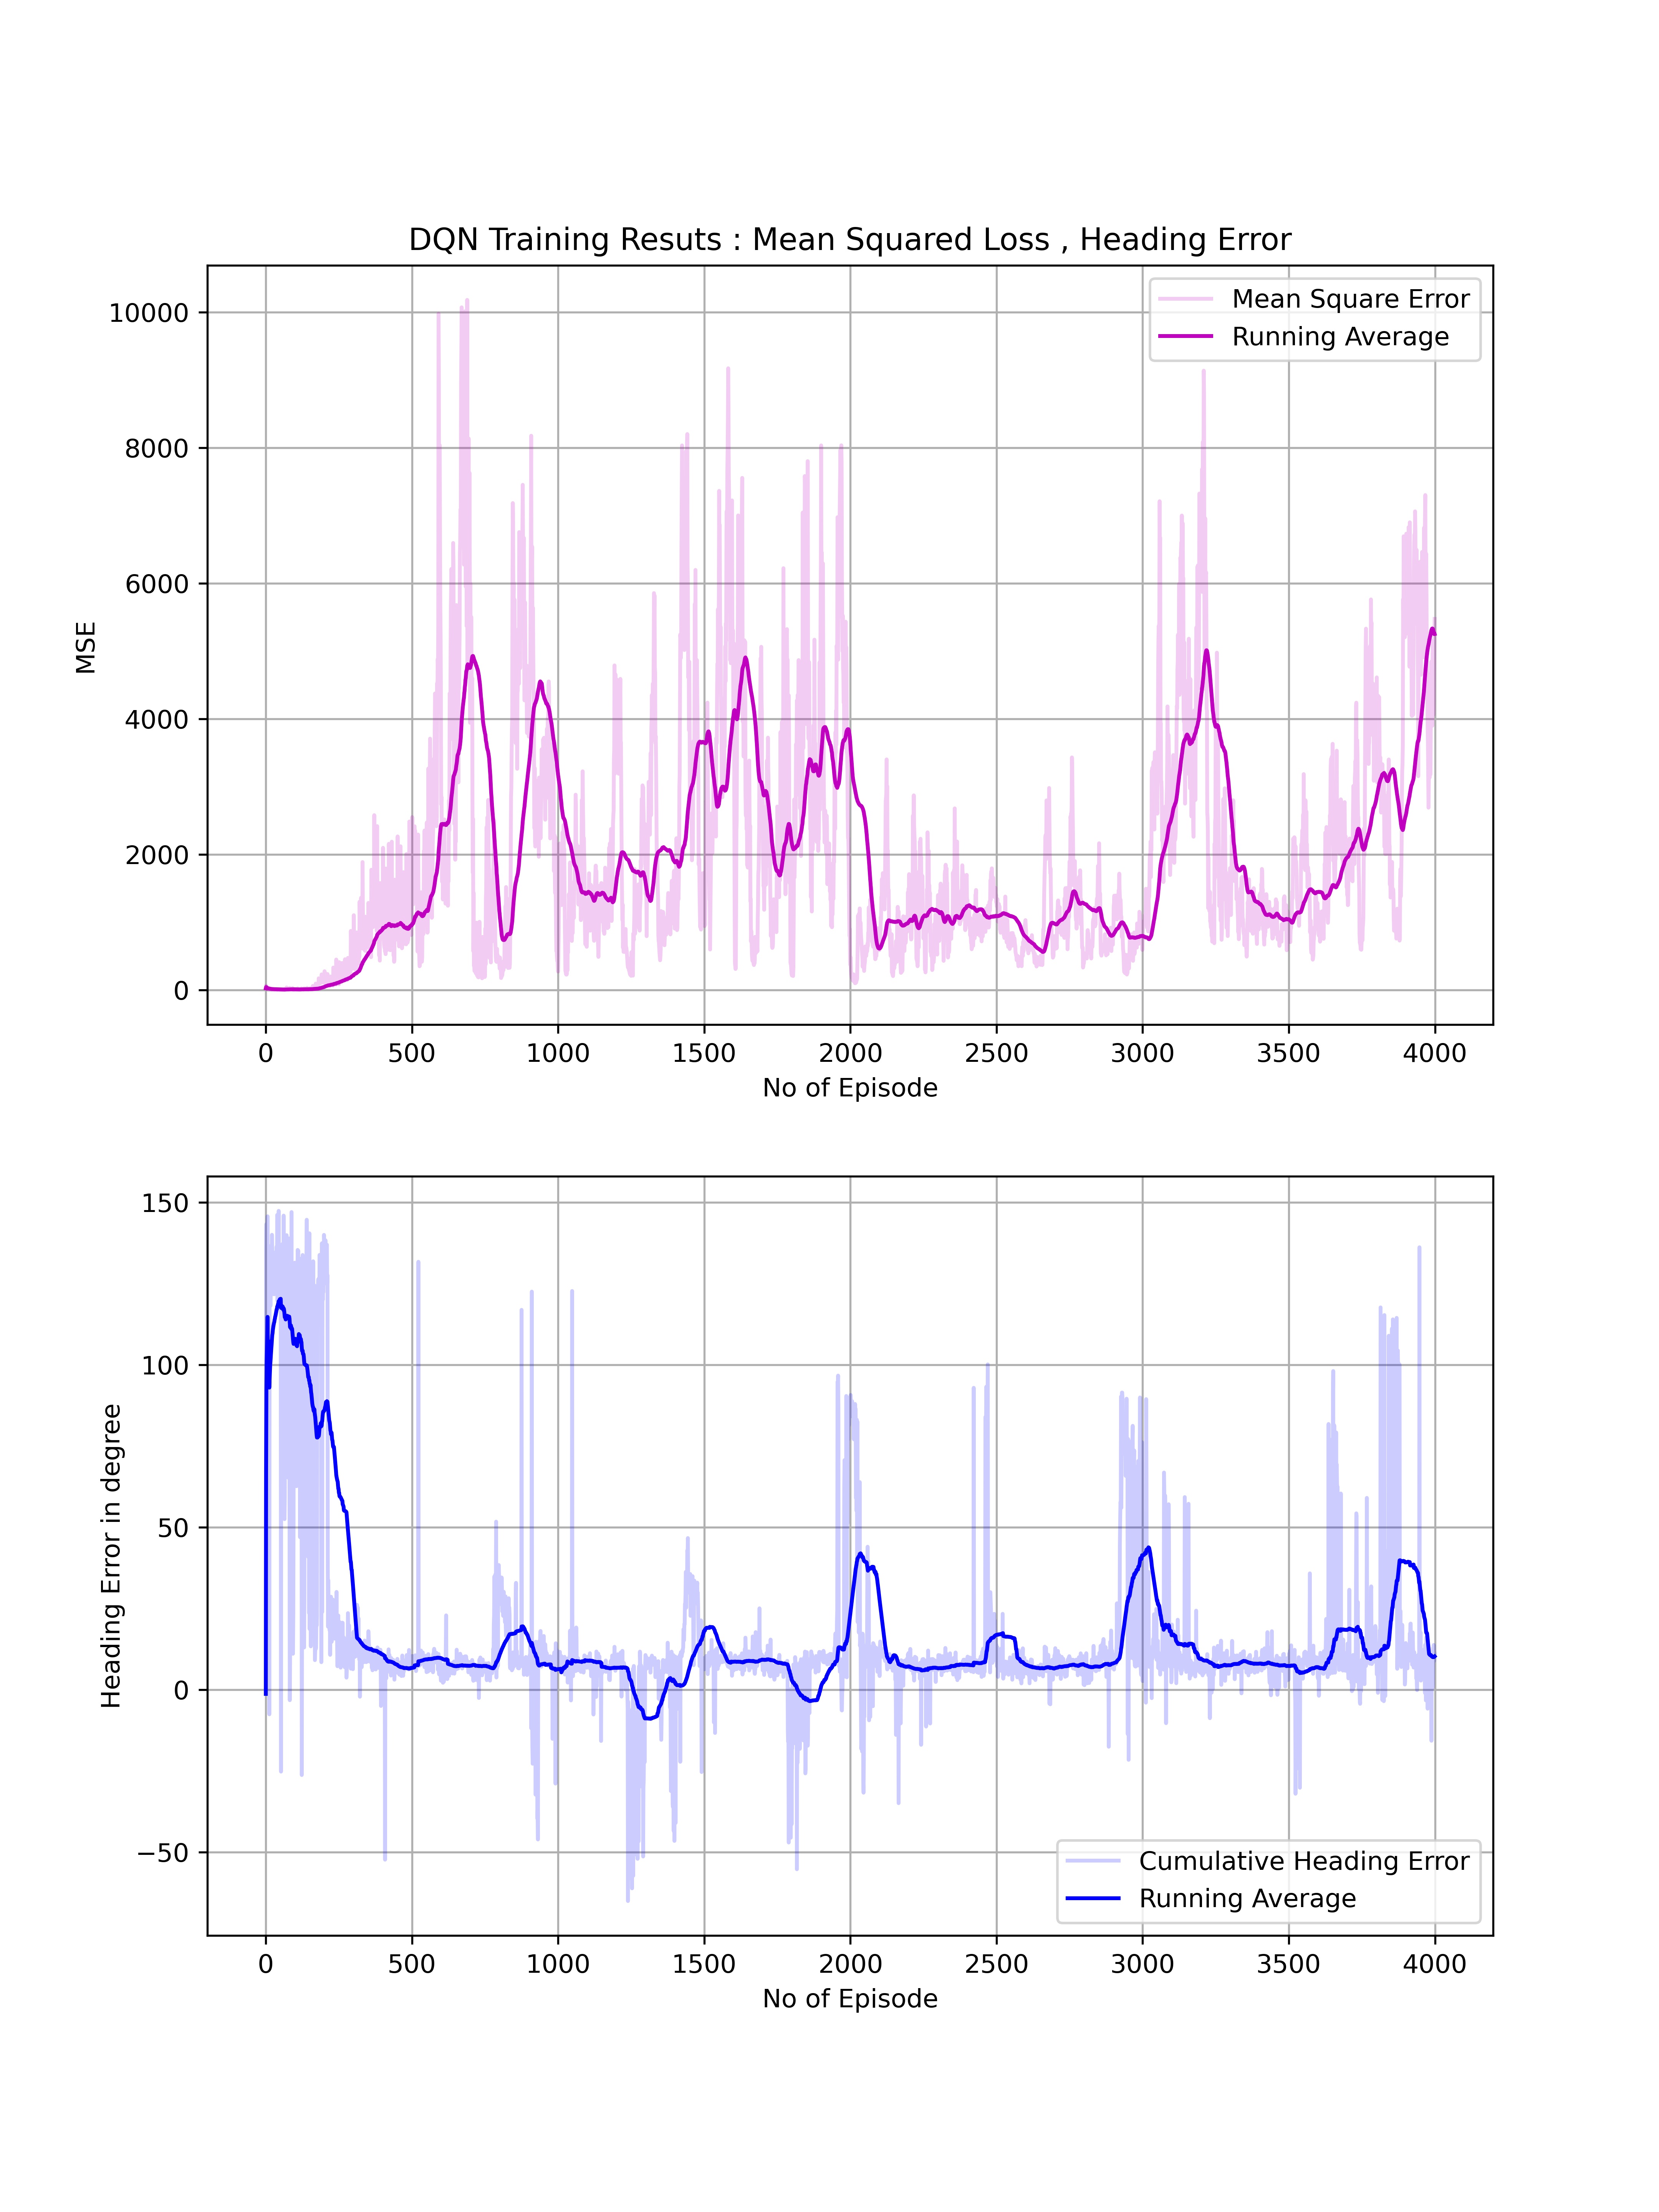 DQN Training Resuts : Mean Squared Loss , Heading Error
Mean Square Error
Running Average
10000
8000
6000
4000
2000
0
MSE
0 500 1000 1500 2000 2500 3000 3500 4000
No of Episode
150
100
50
0
−50
Heading Error in degree
Cumulative Heading Error
Running Average
0 500 1000 1500 2000 2500 3000 3500 4000
No of Episode